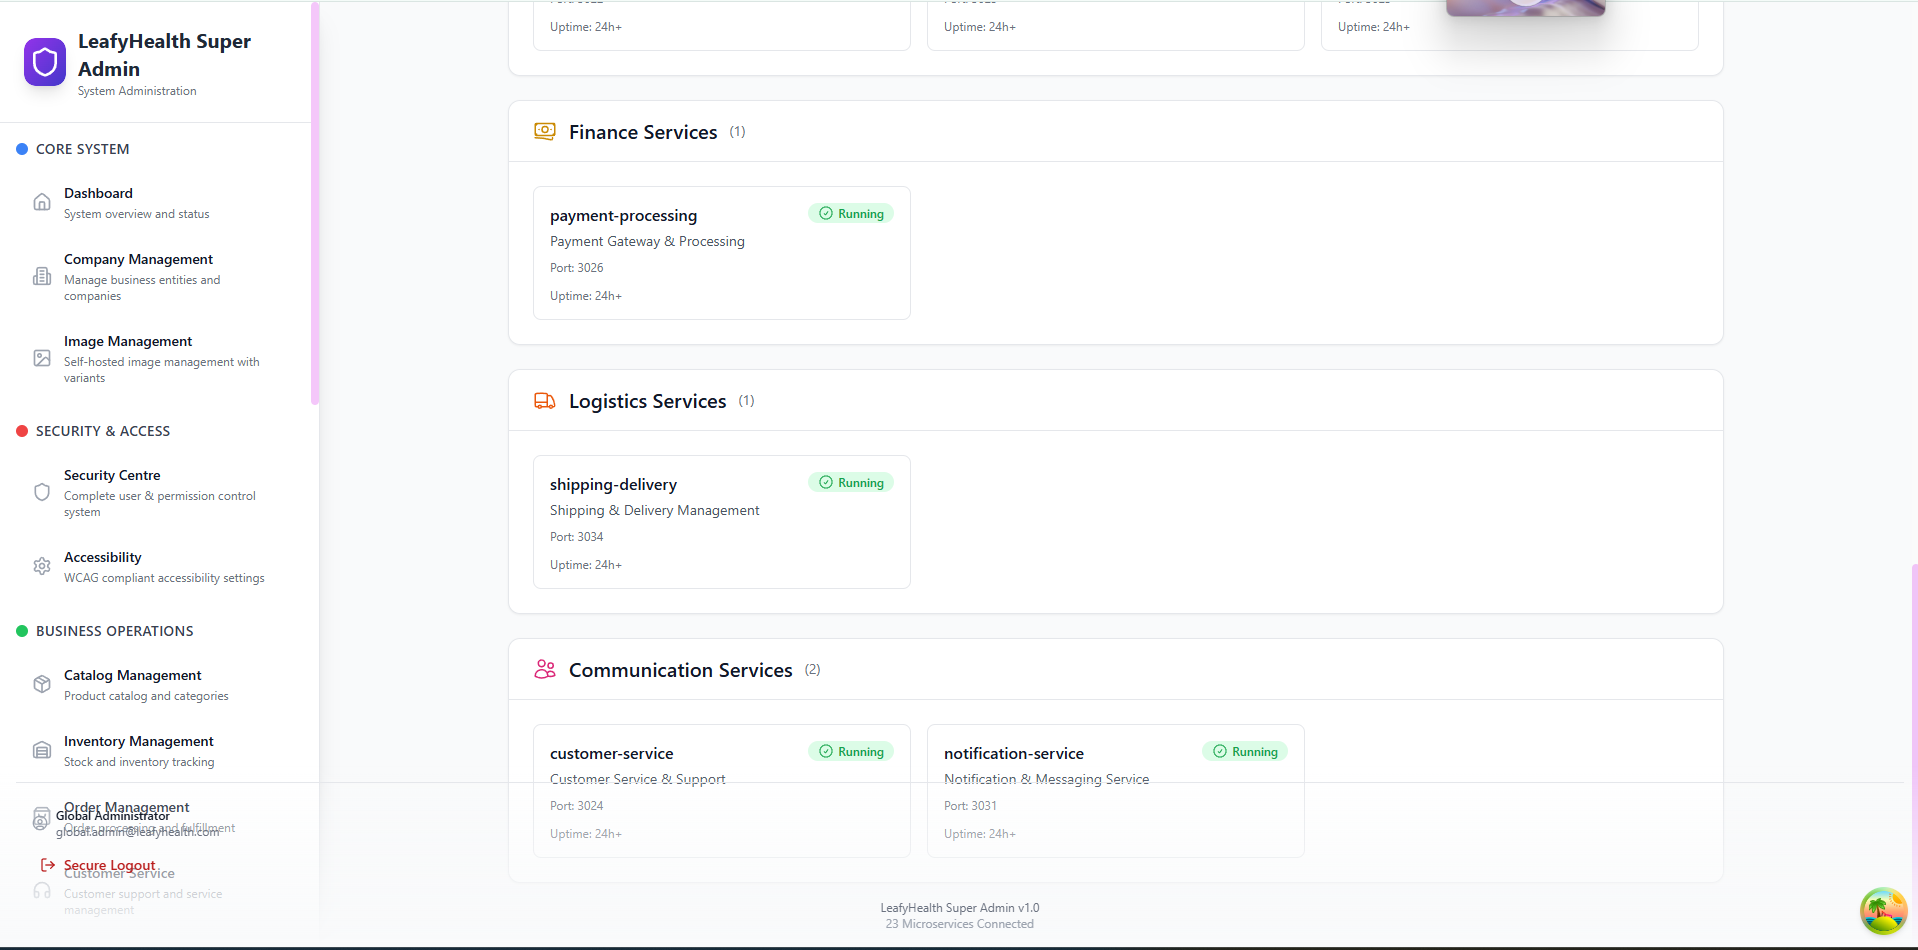 LeafyHealth Super
Admin
System Administration
CORE SYSTEM
Dashboard
System overview and status
Company Management
Manage business entities and
companies
Image Management
Self-hosted image management with
variants
SECURITY & ACCESS
Security Centre
Complete user & permission control
system
Accessibility
WCAG compliant accessibility settings
BUSINESS OPERATIONS
Catalog Management
Product catalog and categories
Inventory Management
Stock and inventory tracking
Order Management
Order processing and fulfillment
Global Administrator
global.admin@leafyhealth.com
Secure Logout
Customer Service
Customer support and service
management
Uptime: 24h+
Uptime: 24h+
Uptime: 24h+
Finance Services (1)
payment-processing
Running
Payment Gateway & Processing
Port: 3026
Uptime: 24h+
Logistics Services (1)
shipping-delivery
Running
Shipping & Delivery Management
Port: 3034
Uptime: 24h+
Communication Services (2)
customer-service
Running
Customer Service & Support
Port: 3024
Uptime: 24h+
notification-service
Running
Notification & Messaging Service
Port: 3031
Uptime: 24h+
LeafyHealth Super Admin v1.0
23 Microservices Connected